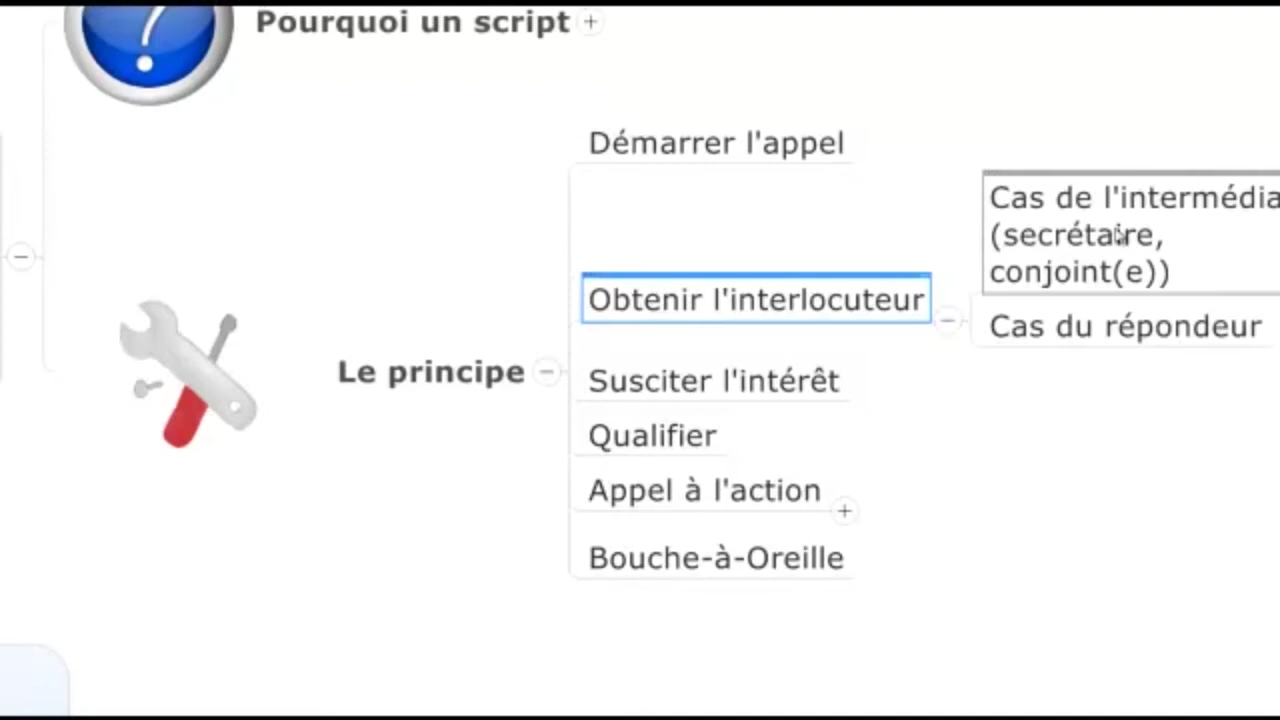 Pourquoi un script
Démarrer l'appel
Cas de l'intermédia
(secrétaire,
conjoint(e))
Obtenir l'interlocuteur
Cas du répondeur
Le principe
Susciter l'intérêt
Qualifier
Appel à l'action
Bouche-à-Oreille